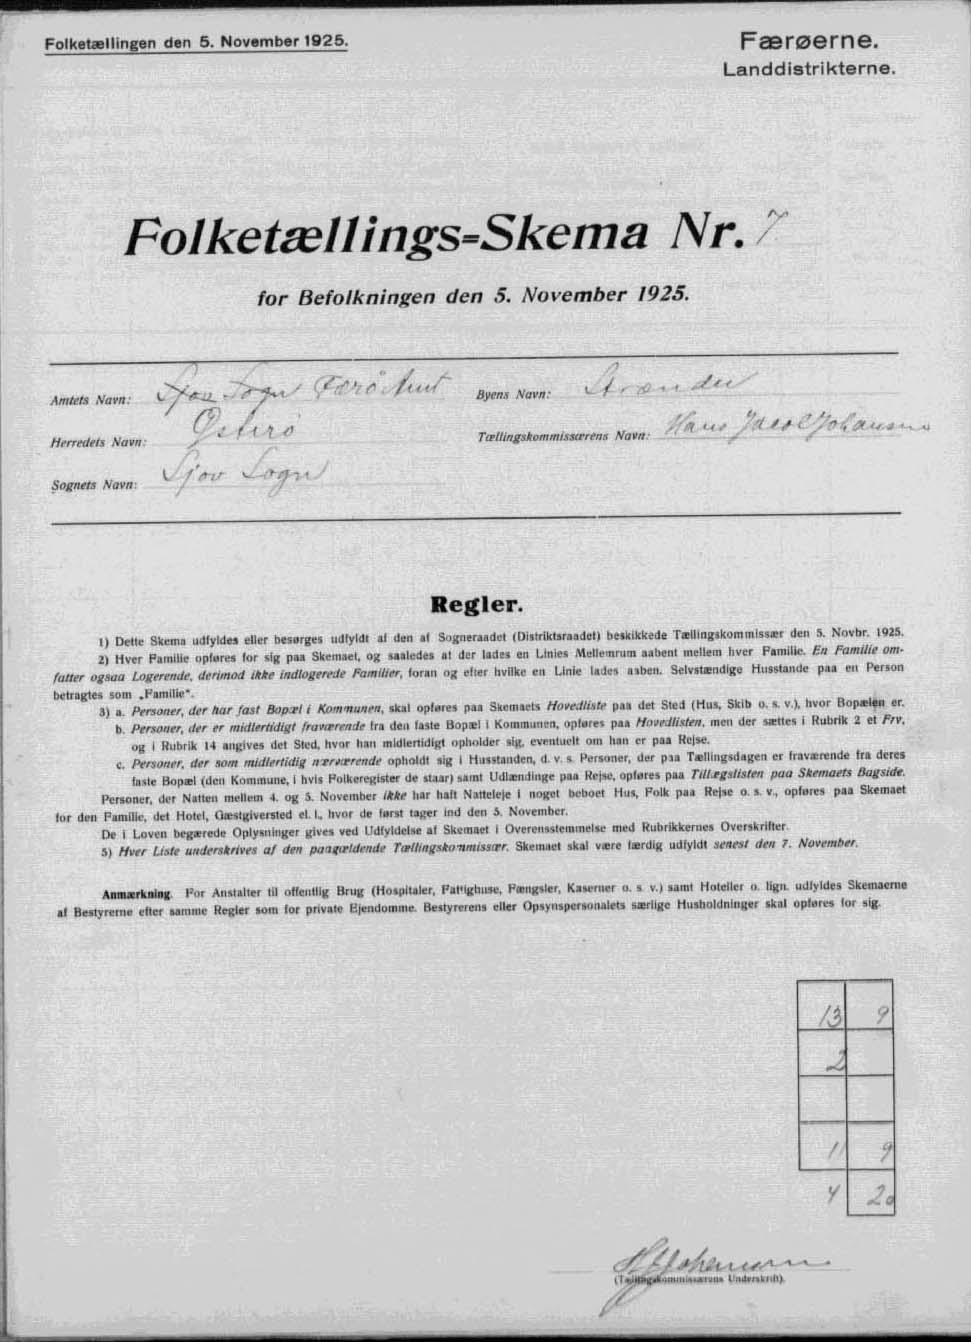 Folketællingen den 5. November 1925.
Færøerne.
Landdistrikterne.
Folketællings=Skema Nr. 7
for Befolkningen den 5. November 1925.
Amtets Navn: Sjov Sogn Færö Amt
Byens Navn: Strænder
Herredets Navn: Østerö
Tællingskommissærens Navn: Hans Jacob Johansen
Sognets Navn: Sjov Sogn
Regler.
1) Dette Skema udfyldes eller besørges udfyldt af den af Sogneraadet (Distriktsraadet) beskikkede Tællingskommissær den 5. Novbr. 1925.
2) Hver Familie opføres for sig paa Skemaet, og saaledes at der lades en Linies Mellemrum aabent mellem hver Familie. En Familie om-
fatter ogsaa Logerende, derimod ikke indlogerede Familier, foran og efter hvilke en Linie lades aaben. Selvstændige Husstande paa en Person
betragtes som „Familie“.
3) a. Personer, der har fast Bopæl i Kommunen, skal opføres paa Skemaets Hovedliste paa det Sted (Hus, Skib o. s. v.), hvor Bopælen er.
b. Personer, der er midlertidigt fraværende fra den faste Bopæl i Kommunen, opføres paa Hovedlisten, men der sættes i Rubrik 2 et Frv,
og i Rubrik 14 angives det Sted, hvor han midlertidigt opholder sig, eventuelt om han er paa Rejse.
c. Personer, der som midlertidig nærværende opholdt sig i Husstanden, d. v. s. Personer, der paa Tællingsdagen er fraværende fra deres
faste Bopæl (den Kommune, i hvis Folkeregister de staar) samt Udlændinge paa Rejse, opføres paa Tillægslisten paa Skemaets Bagside.
Personer, der Natten mellem 4. og 5. November ikke har haft Natteleje i noget beboet Hus, Folk paa Rejse o. s. v., opføres paa Skemaet
for den Familie, det Hotel, Gæstgiversted el. l., hvor de først tager ind den 5. November.
De i Loven begærede Oplysninger gives ved Udfyldelse af Skemaet i Overensstemmelse med Rubrikkernes Overskrifter.
5) Hver Liste underskrives af den paagældende Tællingskommissær. Skemaet skal være færdig udfyldt senest den 7. November.
Anmærkning. For Anstalter til offentlig Brug (Hospitaler, Fattighuse, Fængsler, Kaserner o. s. v.) samt Hoteller o. lign. udfyldes Skemaerne
af Bestyrerne efter samme Regler som for private Ejendomme. Bestyrerens eller Opsynspersonalets særlige Husholdninger skal opføres for sig.
13 9
2
11 9
4 20
HJJohansen
(Tællingskommissærens Underskrift).